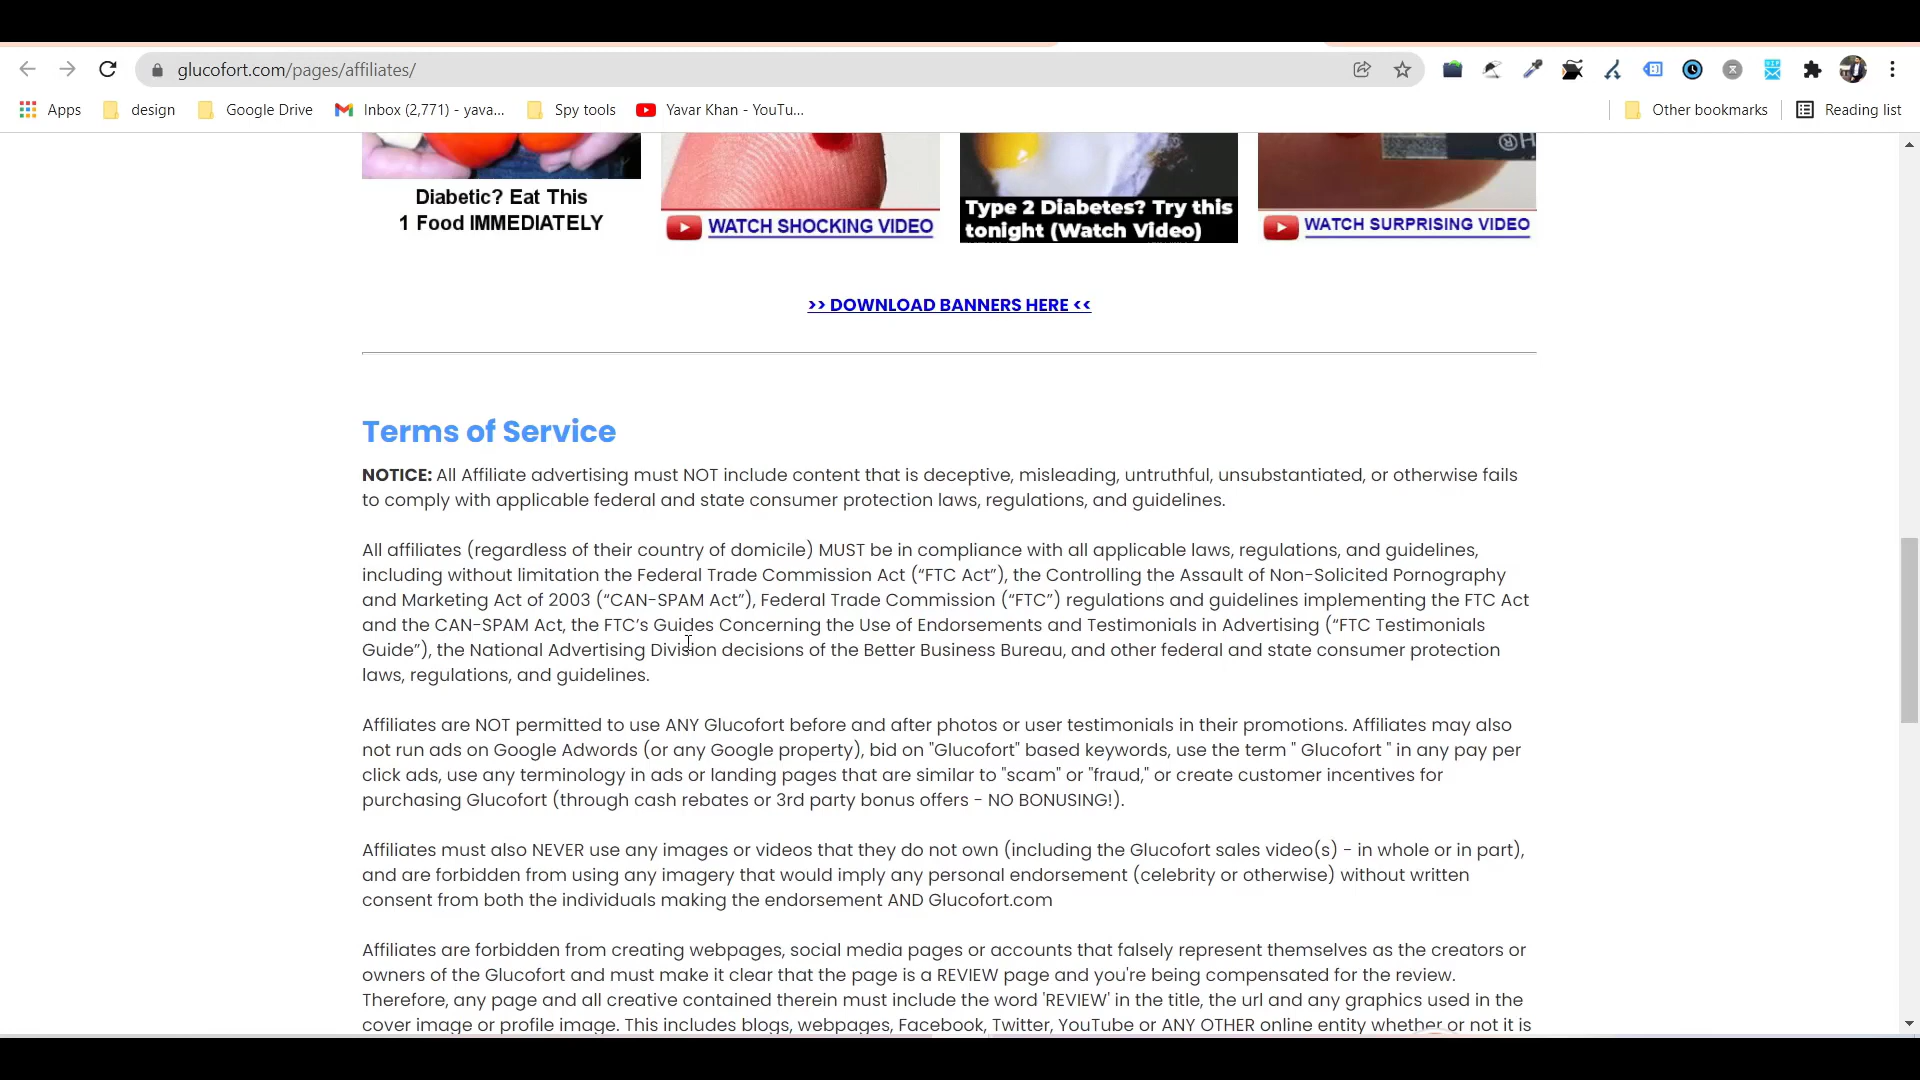 glucofort.com/pages/affiliates/
Apps design Google Drive Inbox (2,771) - yava... Spy tools Yavar Khan - YouTu... Other bookmarks Reading list
Diabetic? Eat This
1 Food IMMEDIATELY
WATCH SHOCKING VIDEO
Type 2 Diabetes? Try this
tonight (Watch Video)
WATCH SURPRISING VIDEO
>> DOWNLOAD BANNERS HERE <<
Terms of Service
NOTICE: All Affiliate advertising must NOT include content that is deceptive, misleading, untruthful, unsubstantiated, or otherwise fails
to comply with applicable federal and state consumer protection laws, regulations, and guidelines.
All affiliates (regardless of their country of domicile) MUST be in compliance with all applicable laws, regulations, and guidelines,
including without limitation the Federal Trade Commission Act (“FTC Act”), the Controlling the Assault of Non-Solicited Pornography
and Marketing Act of 2003 (“CAN-SPAM Act”), Federal Trade Commission (“FTC”) regulations and guidelines implementing the FTC Act
and the CAN-SPAM Act, the FTC’s Guides Concerning the Use of Endorsements and Testimonials in Advertising (“FTC Testimonials
Guide”), the National Advertising Division decisions of the Better Business Bureau, and other federal and state consumer protection
laws, regulations, and guidelines.
Affiliates are NOT permitted to use ANY Glucofort before and after photos or user testimonials in their promotions. Affiliates may also
not run ads on Google Adwords (or any Google property), bid on "Glucofort" based keywords, use the term " Glucofort " in any pay per
click ads, use any terminology in ads or landing pages that are similar to "scam" or "fraud," or create customer incentives for
purchasing Glucofort (through cash rebates or 3rd party bonus offers - NO BONUSING!).
Affiliates must also NEVER use any images or videos that they do not own (including the Glucofort sales video(s) - in whole or in part),
and are forbidden from using any imagery that would imply any personal endorsement (celebrity or otherwise) without written
consent from both the individuals making the endorsement AND Glucofort.com
Affiliates are forbidden from creating webpages, social media pages or accounts that falsely represent themselves as the creators or
owners of the Glucofort and must make it clear that the page is a REVIEW page and you're being compensated for the review.
Therefore, any page and all creative contained therein must include the word 'REVIEW' in the title, the url and any graphics used in the
cover image or profile image. This includes blogs, webpages, Facebook, Twitter, YouTube or ANY OTHER online entity whether or not it is